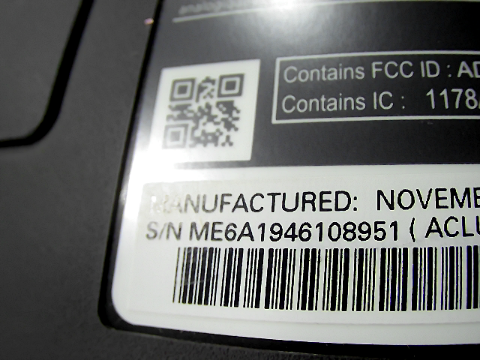 Contains FCC ID : AD
Contains IC : 1178/
MANUFACTURED: NOVEMBE
S/N ME6A1946108951 ( ACLU